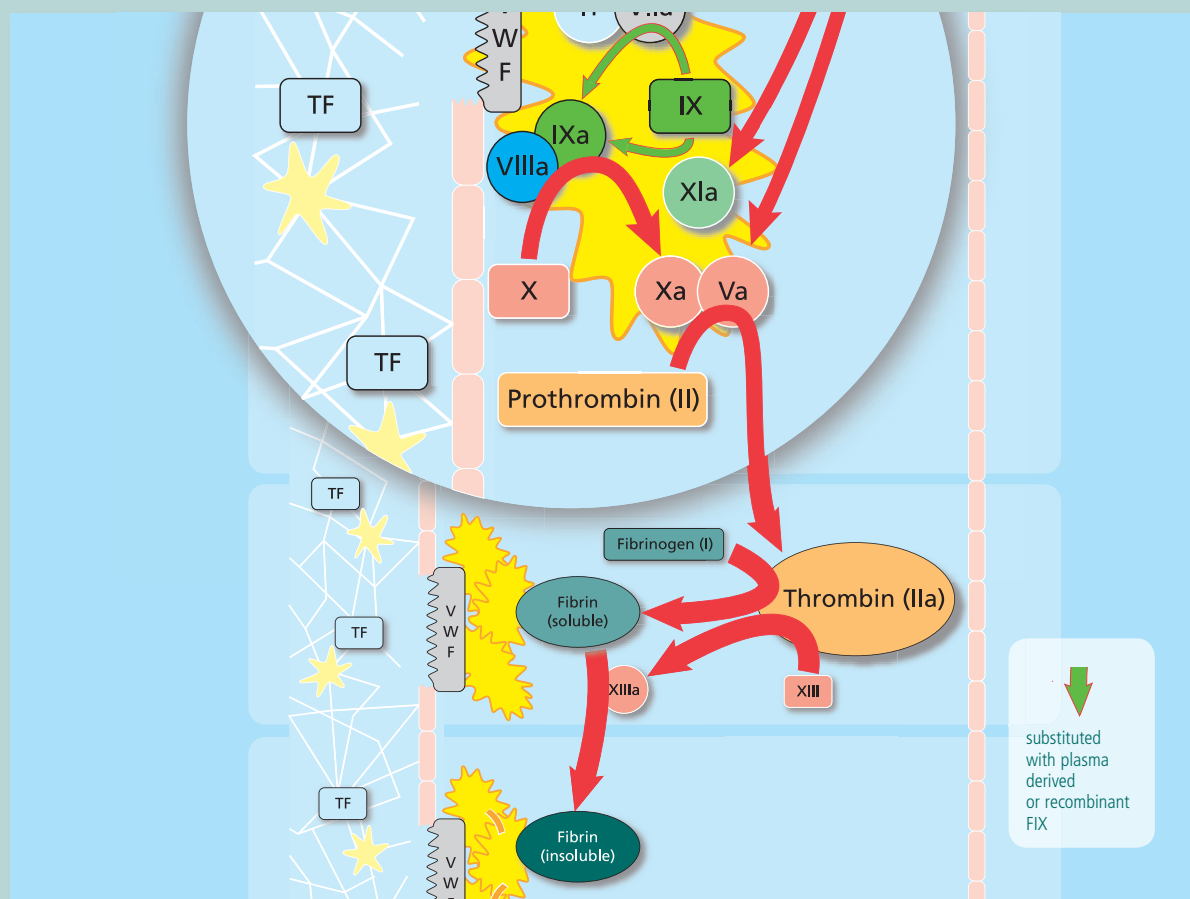 W
F
TF
IX
IXa
VIIIa
XIa
X
Xa
Va
TF
Prothrombin (II)
TF
Fibrinogen (I)
Thrombin (IIa)
Fibrin
(soluble)
V
W
F
TF
XIIIa
XIII
substituted
with plasma
derived
or recombinant
FIX
TF
Fibrin
(insoluble)
V
W